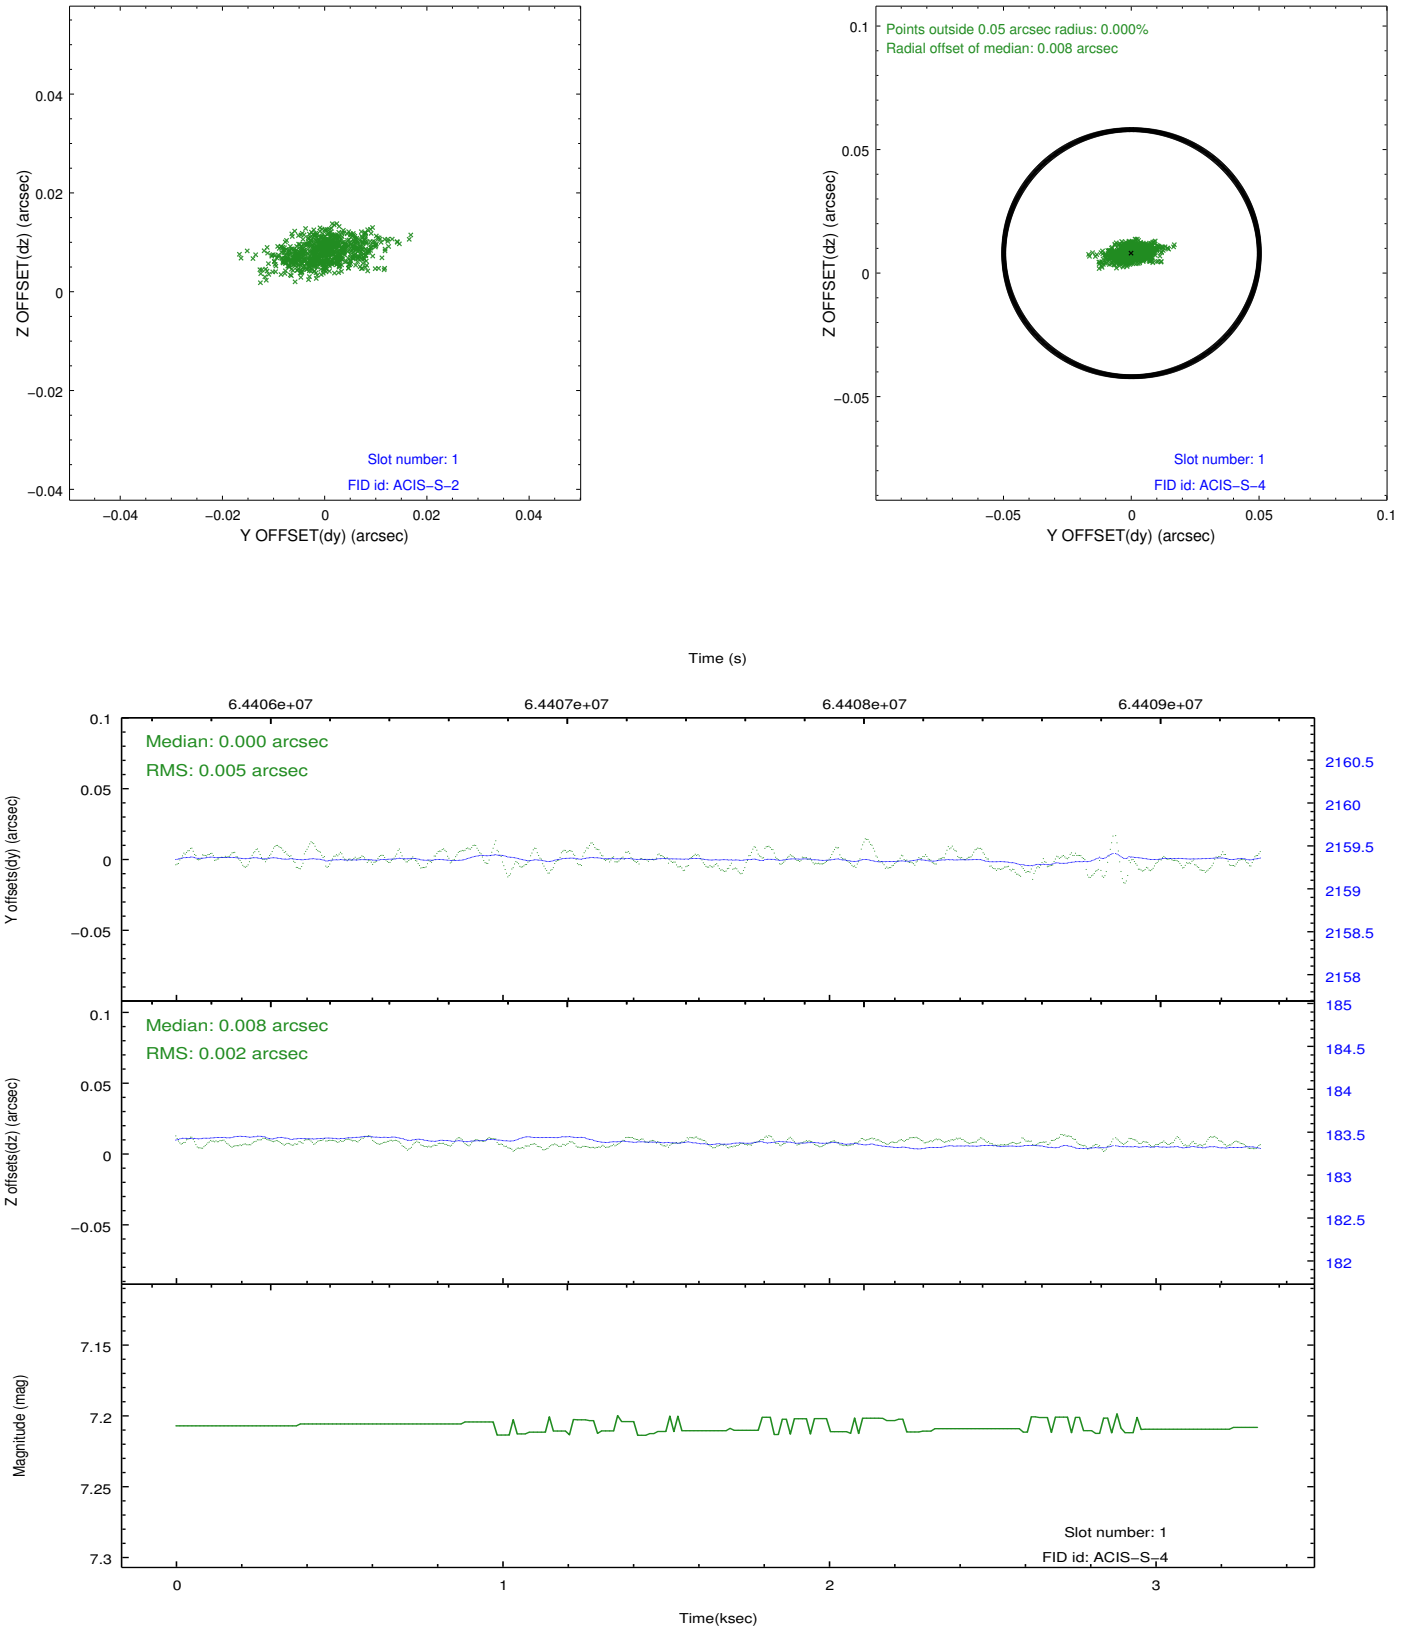 0.04
0.02
0
−0.02
−0.04
Z OFFSET(dz) (arcsec)
Slot number: 1
FID id: ACIS−S−2
−0.04 −0.02 0 0.02 0.04
Y OFFSET(dy) (arcsec)
Points outside 0.05 arcsec radius: 0.000%
Radial offset of median: 0.008 arcsec
0.1
0.05
0
−0.05
Z OFFSET(dz) (arcsec)
Slot number: 1
FID id: ACIS−S−4
−0.05 0 0.05 0.1
Y OFFSET(dy) (arcsec)
Time (s)
6.4406e+07 6.4407e+07 6.4408e+07 6.4409e+07
Median: 0.000 arcsec
RMS: 0.005 arcsec
0.1
0.05
0
−0.05
Y offsets(dy) (arcsec)
2160.5
2160
2159.5
2159
2158.5
2158
Median: 0.008 arcsec
RMS: 0.002 arcsec
0.1
0.05
0
−0.05
Z offsets(dz) (arcsec)
185
184.5
184
183.5
183
182.5
182
7.15
7.2
7.25
7.3
Magnitude (mag)
Slot number: 1
FID id: ACIS−S−4
0 1 2 3
Time(ksec)